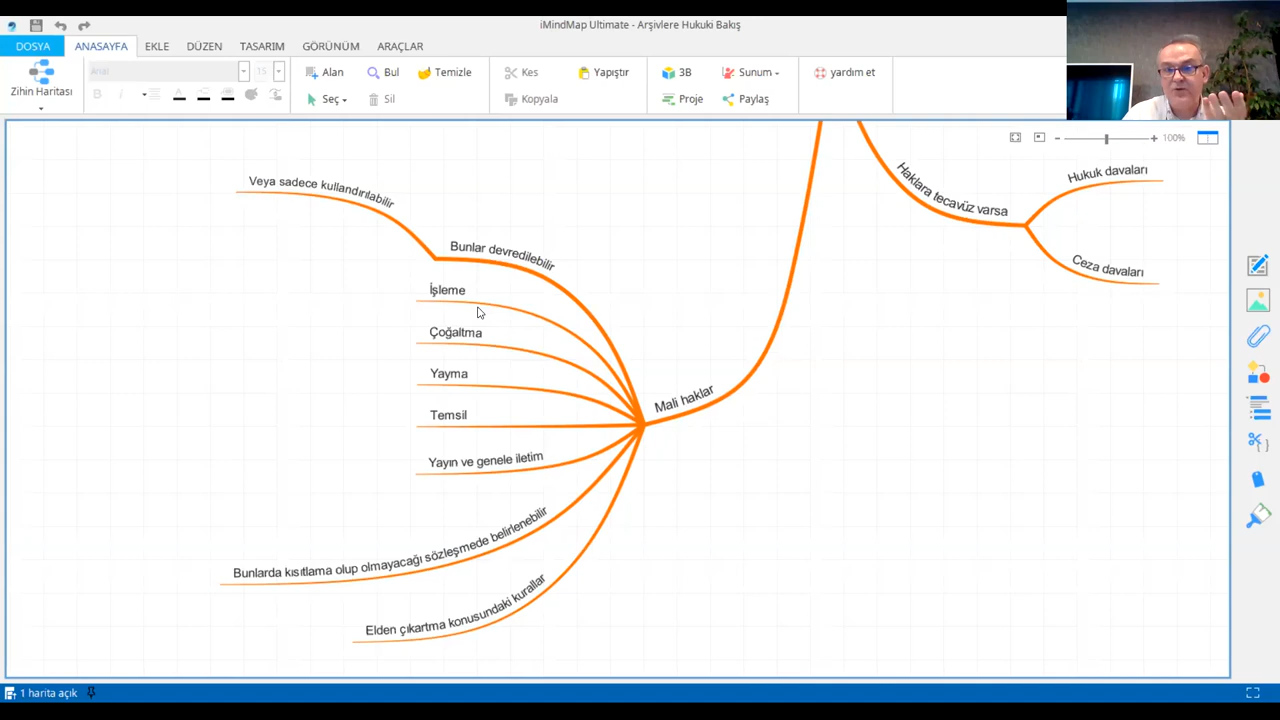 iMindMap Ultimate - Arşivlere Hukuki Bakış
DOSYA ANASAYFA EKLE DÜZEN TASARIM GÖRÜNÜM ARAÇLAR
Zihin Haritası
Arial 15
B I A
Alan Bul Temizle
Seç Sil
Kes Yapıştır
Kopyala
3B Sunum
Proje Paylaş
yardım et
100%
Veya sadece kullandırılabilir
Bunlar devredilebilir
İşleme
Çoğaltma
Yayma
Temsil
Yayın ve genele iletim
Bunlarda kısıtlama olup olmayacağı sözleşmede belirlenebilir
Elden çıkartma konusundaki kurallar
Mali haklar
Haklara tecavüz varsa
Hukuk davaları
Ceza davaları
1 harita açık